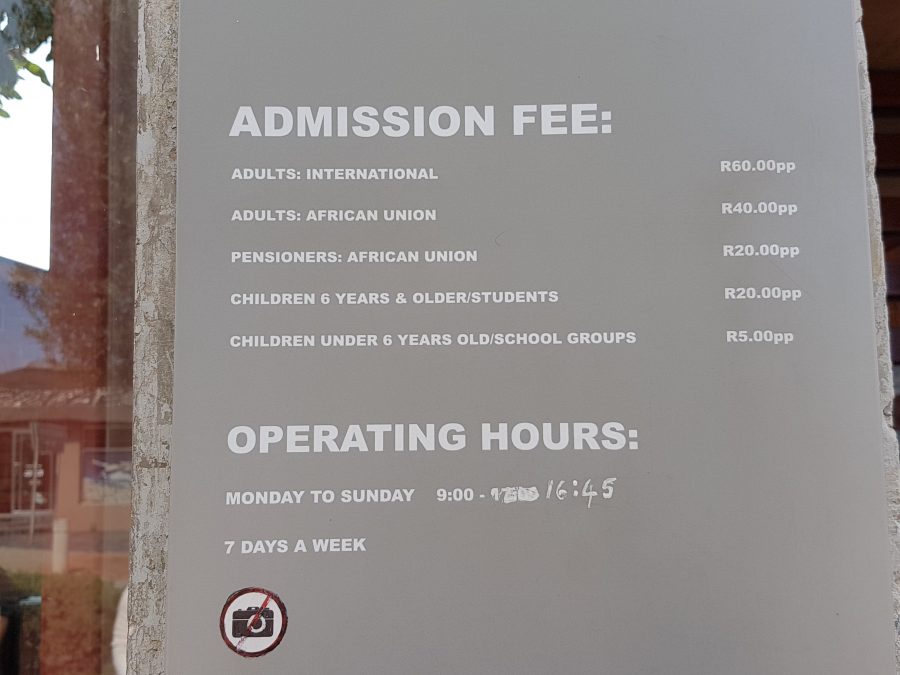 ADMISSION FEE:
ADULTS: INTERNATIONAL R60.00pp
ADULTS: AFRICAN UNION R40.00pp
PENSIONERS: AFRICAN UNION R20.00pp
CHILDREN 6 YEARS & OLDER/STUDENTS R20.00pp
CHILDREN UNDER 6 YEARS OLD/SCHOOL GROUPS R5.00pp
OPERATING HOURS:
MONDAY TO SUNDAY 9:00 - 16:45
7 DAYS A WEEK